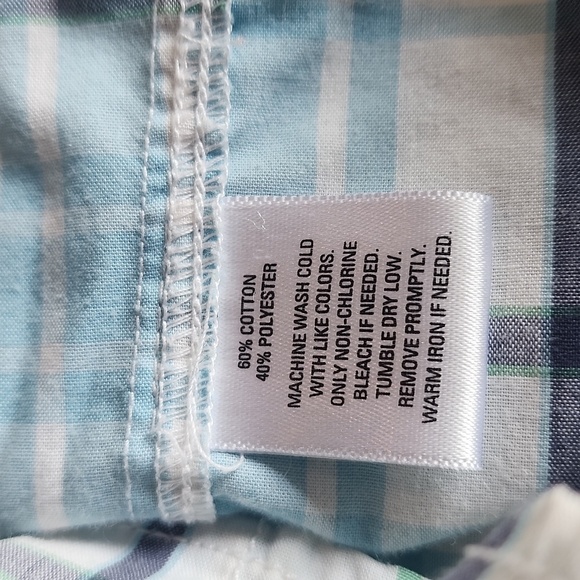 60% COTTON
40% POLYESTER
MACHINE WASH COLD
WITH LIKE COLORS.
ONLY NON-CHLORINE
BLEACH IF NEEDED.
TUMBLE DRY LOW.
REMOVE PROMPTLY.
WARM IRON IF NEEDED.